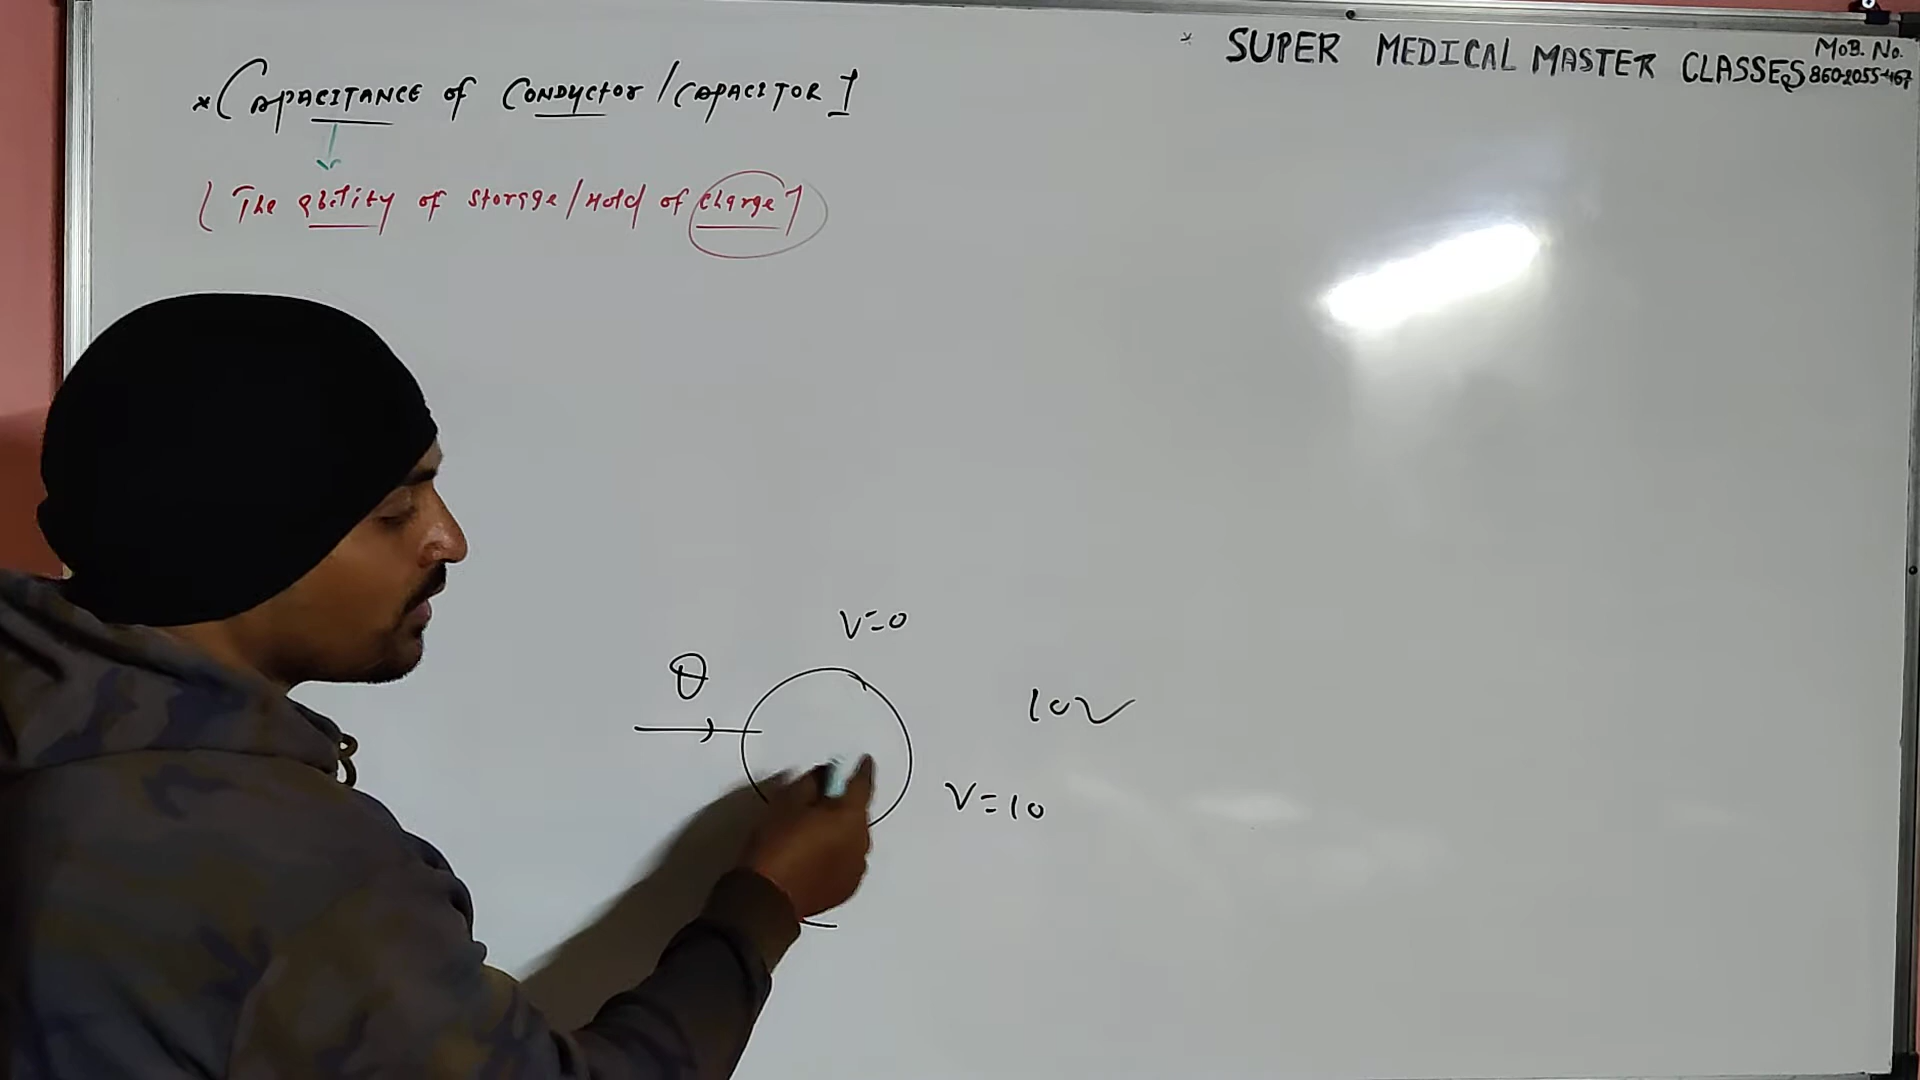 * SUPER MEDICAL MASTER CLASSES
MOB. No.
860-2055-467
* CAPACITANCE of CONDUCTOR / CAPACITOR ]
( The ability of storage / Hold of charge ]
V=0
Q
10V
V=10